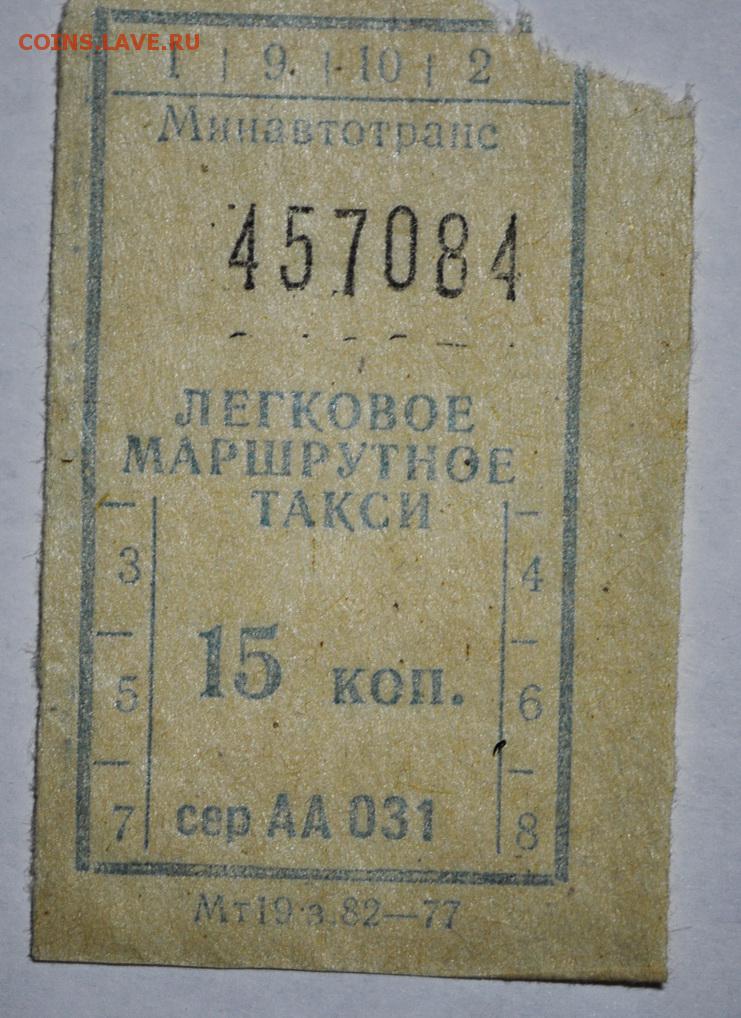 COINS.LAVE.RU
1 | 9 | 10 | 2
Минавтотранс
457084
ЛЕГКОВОЕ
МАРШРУТНОЕ
ТАКСИ
3 4
15 коп.
5 6
сер АА 031
7 8
Мт19 з.82—77